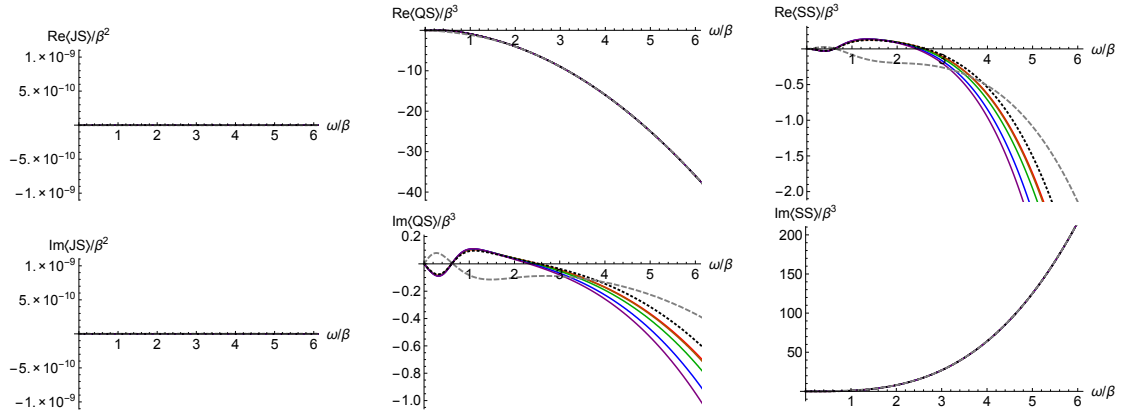 Re⟨JS⟩/β²
1. × 10⁻⁹
5. × 10⁻¹⁰
−5. × 10⁻¹⁰
−1. × 10⁻⁹
1 2 3 4 5 6
ω/β
Re⟨QS⟩/β³
ω/β
1 2 3 4 5 6
−10
−20
−30
−40
Re⟨SS⟩/β³
ω/β
1 2 3 4 5 6
−0.5
−1.0
−1.5
−2.0
Im⟨JS⟩/β²
1. × 10⁻⁹
5. × 10⁻¹⁰
−5. × 10⁻¹⁰
−1. × 10⁻⁹
1 2 3 4 5 6
ω/β
Im⟨QS⟩/β³
0.2
ω/β
1 2 3 4 5 6
−0.2
−0.4
−0.6
−0.8
−1.0
Im⟨SS⟩/β³
200
150
100
50
1 2 3 4 5 6
ω/β